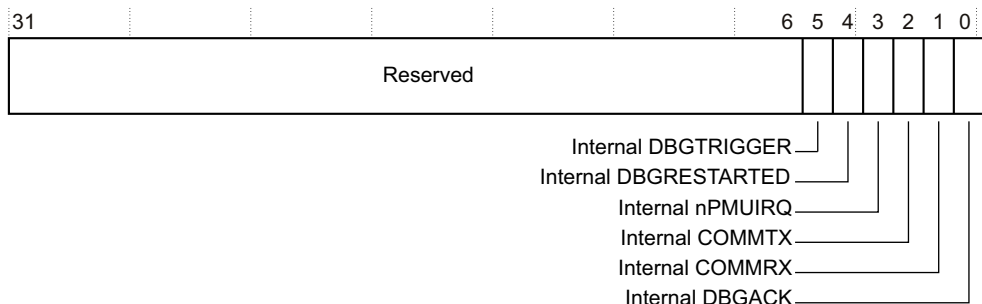 31 6 5 4 3 2 1 0
Reserved
Internal DBGTRIGGER
Internal DBGRESTARTED
Internal nPMUIRQ
Internal COMMTX
Internal COMMRX
Internal DBGACK